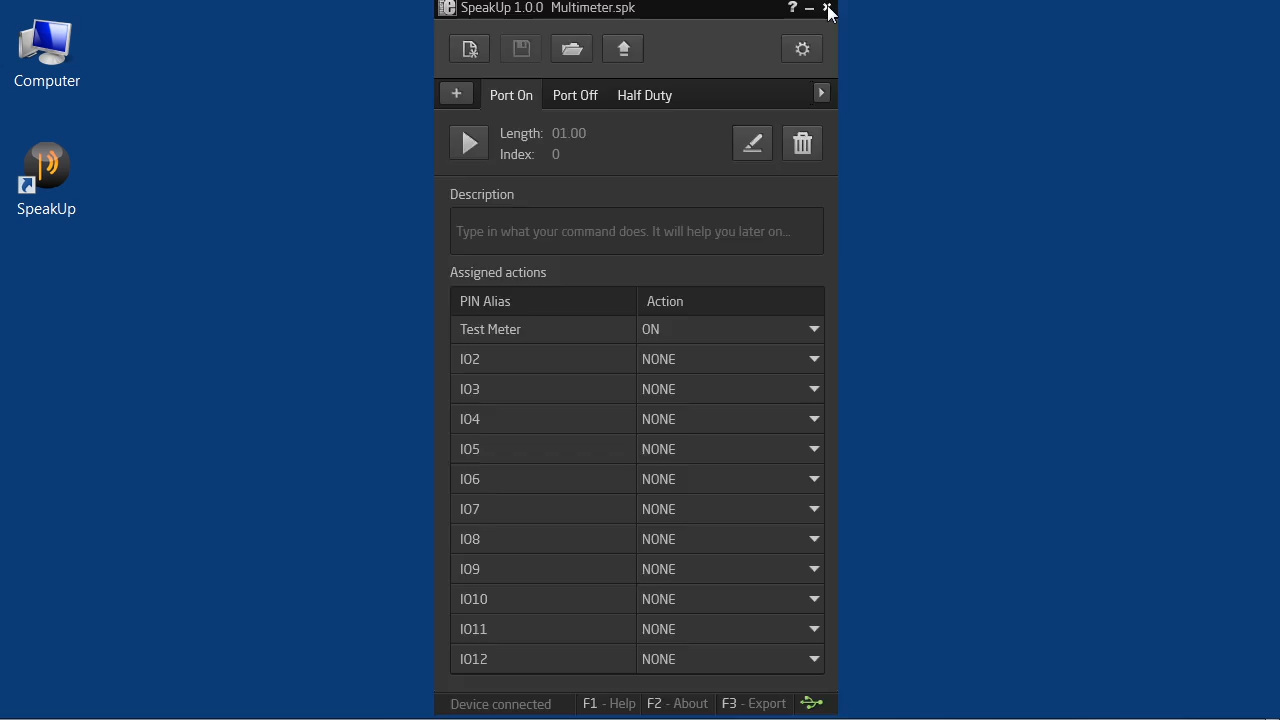 SpeakUp 1.0.0 Multimeter.spk ?
Computer
SpeakUp
+ Port On Port Off Half Duty
Length: 01.00
Index: 0
Description
Type in what your command does. It will help you later on...
Assigned actions
PIN Alias Action
Test Meter ON
IO2 NONE
IO3 NONE
IO4 NONE
IO5 NONE
IO6 NONE
IO7 NONE
IO8 NONE
IO9 NONE
IO10 NONE
IO11 NONE
IO12 NONE
Device connected F1 - Help F2 - About F3 - Export